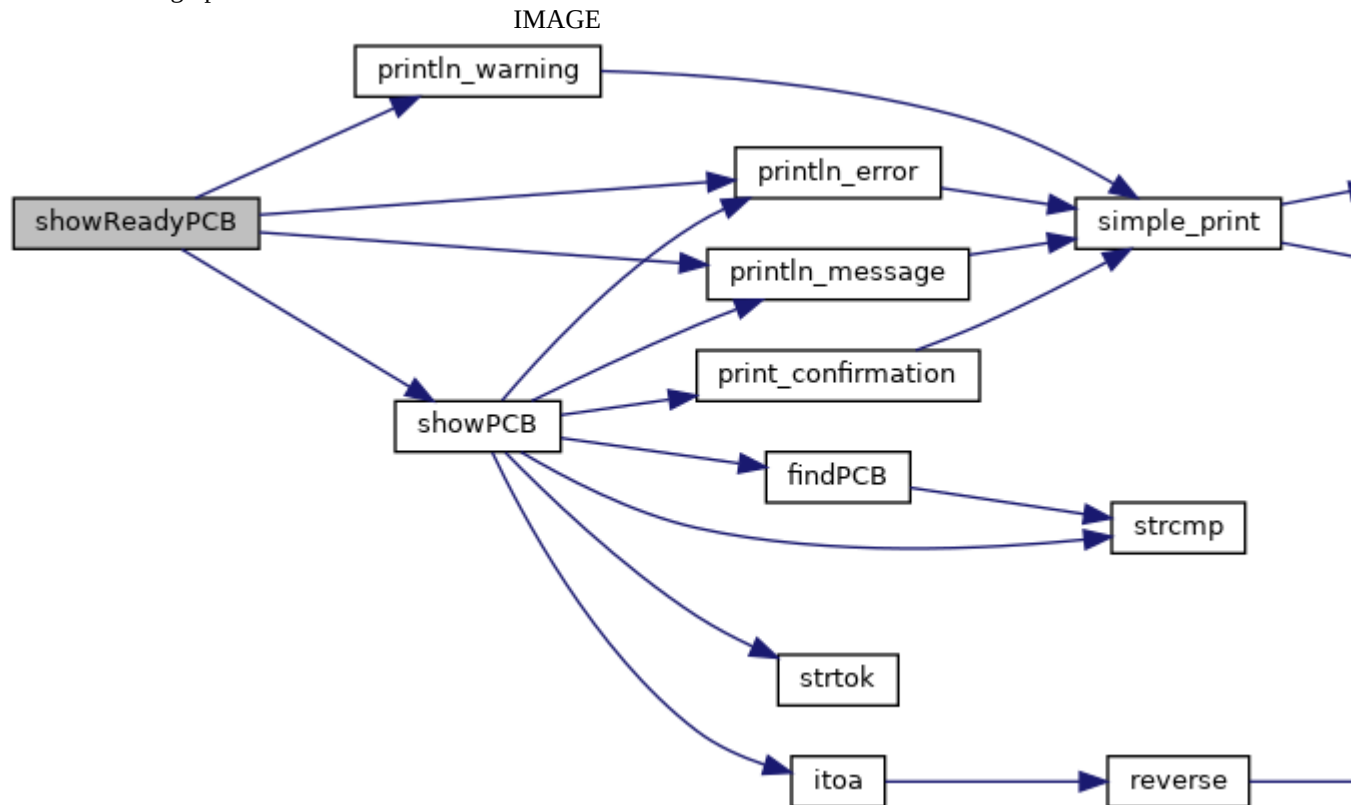 IMAGE
println_warning
println_error
showReadyPCB
simple_print
println_message
print_confirmation
showPCB
findPCB
strcmp
strtok
itoa
reverse